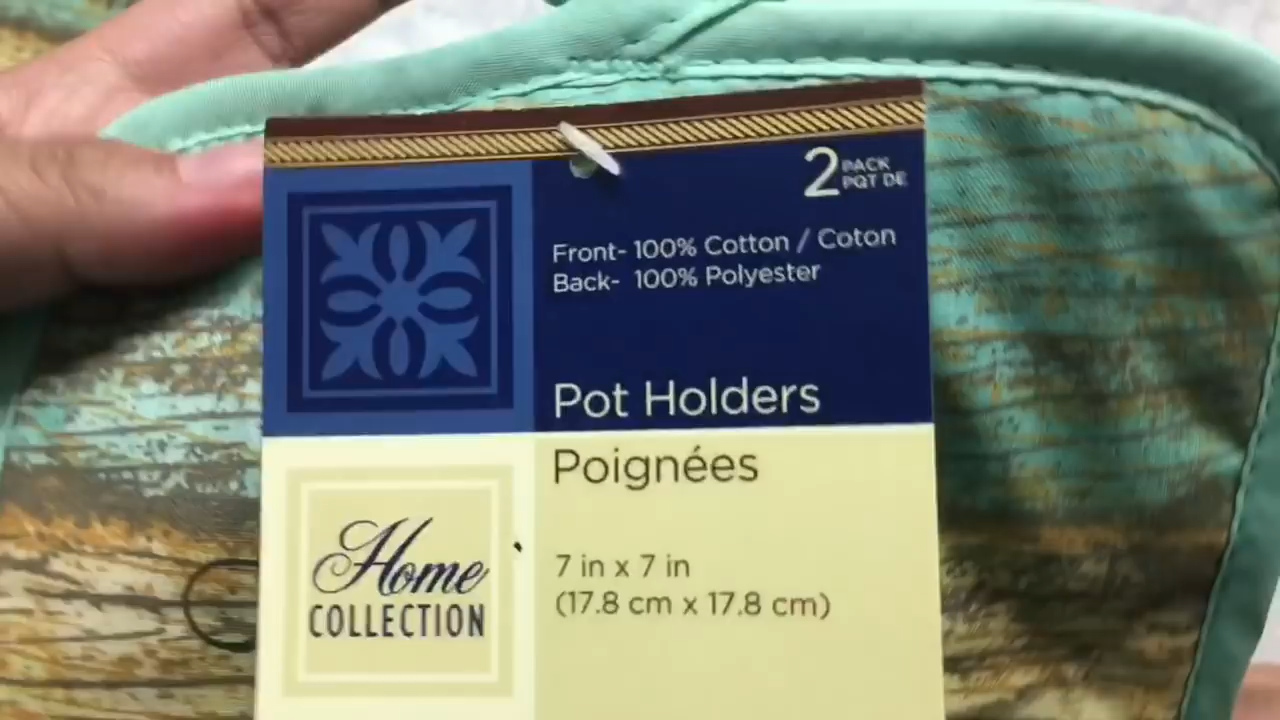 2 PACK
PQT DE
Front- 100% Cotton / Coton
Back- 100% Polyester
Pot Holders
Poignées
7 in x 7 in
(17.8 cm x 17.8 cm)
Home
COLLECTION